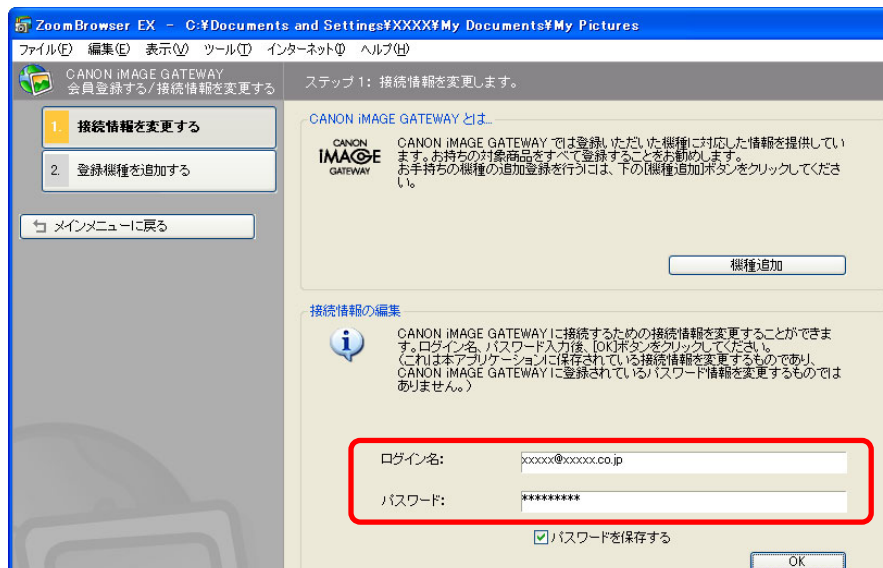 ZoomBrowser EX - C:¥Documents and Settings¥XXXX¥My Documents¥My Pictures
ファイル(F) 編集(E) 表示(V) ツール(T) インターネット(I) ヘルプ(H)
CANON iMAGE GATEWAY
会員登録する/接続情報を変更する
ステップ1: 接続情報を変更します。
1. 接続情報を変更する
2. 登録機種を追加する
メインメニューに戻る
CANON iMAGE GATEWAY とは...
CANON
iMAGE
GATEWAY
CANON iMAGE GATEWAY では登録いただいた機種に対応した情報を提供してい
ます。お持ちの対象商品をすべて登録することをお勧めします。
お手持ちの機種の追加登録を行うには、下の[機種追加]ボタンをクリックしてくださ
い。
機種追加
接続情報の編集
CANON iMAGE GATEWAY に接続するための接続情報を変更することができま
す。ログイン名、パスワード入力後、[OK]ボタンをクリックしてください。
(これは本アプリケーションに保存されている接続情報を変更するものであり、
CANON iMAGE GATEWAY に登録されているパスワード情報を変更するものでは
ありません。)
ログイン名: xxxxx@xxxxx.co.jp
パスワード: *********
パスワードを保存する
OK